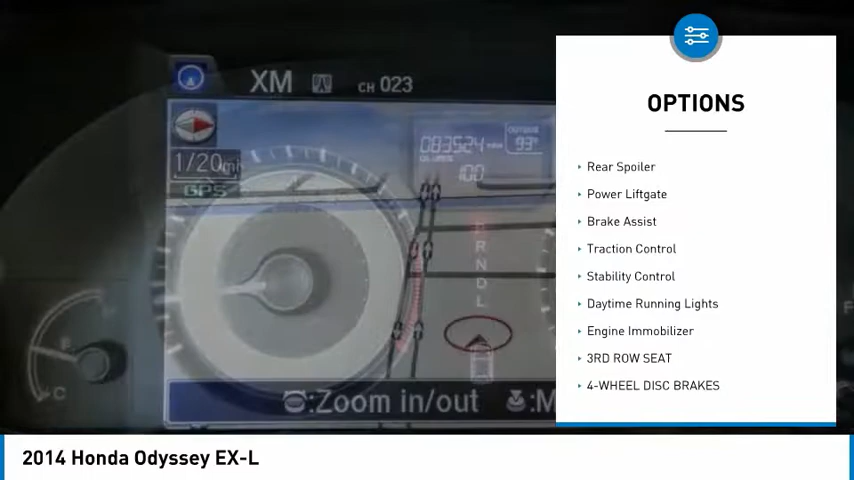 XM CH 023
083524 OUTSIDE
93°
1/20mi
100
GPS
R
N
D
L
C
:Zoom in/out :M
OPTIONS
Rear Spoiler
Power Liftgate
Brake Assist
Traction Control
Stability Control
Daytime Running Lights
Engine Immobilizer
3RD ROW SEAT
4-WHEEL DISC BRAKES
2014 Honda Odyssey EX-L